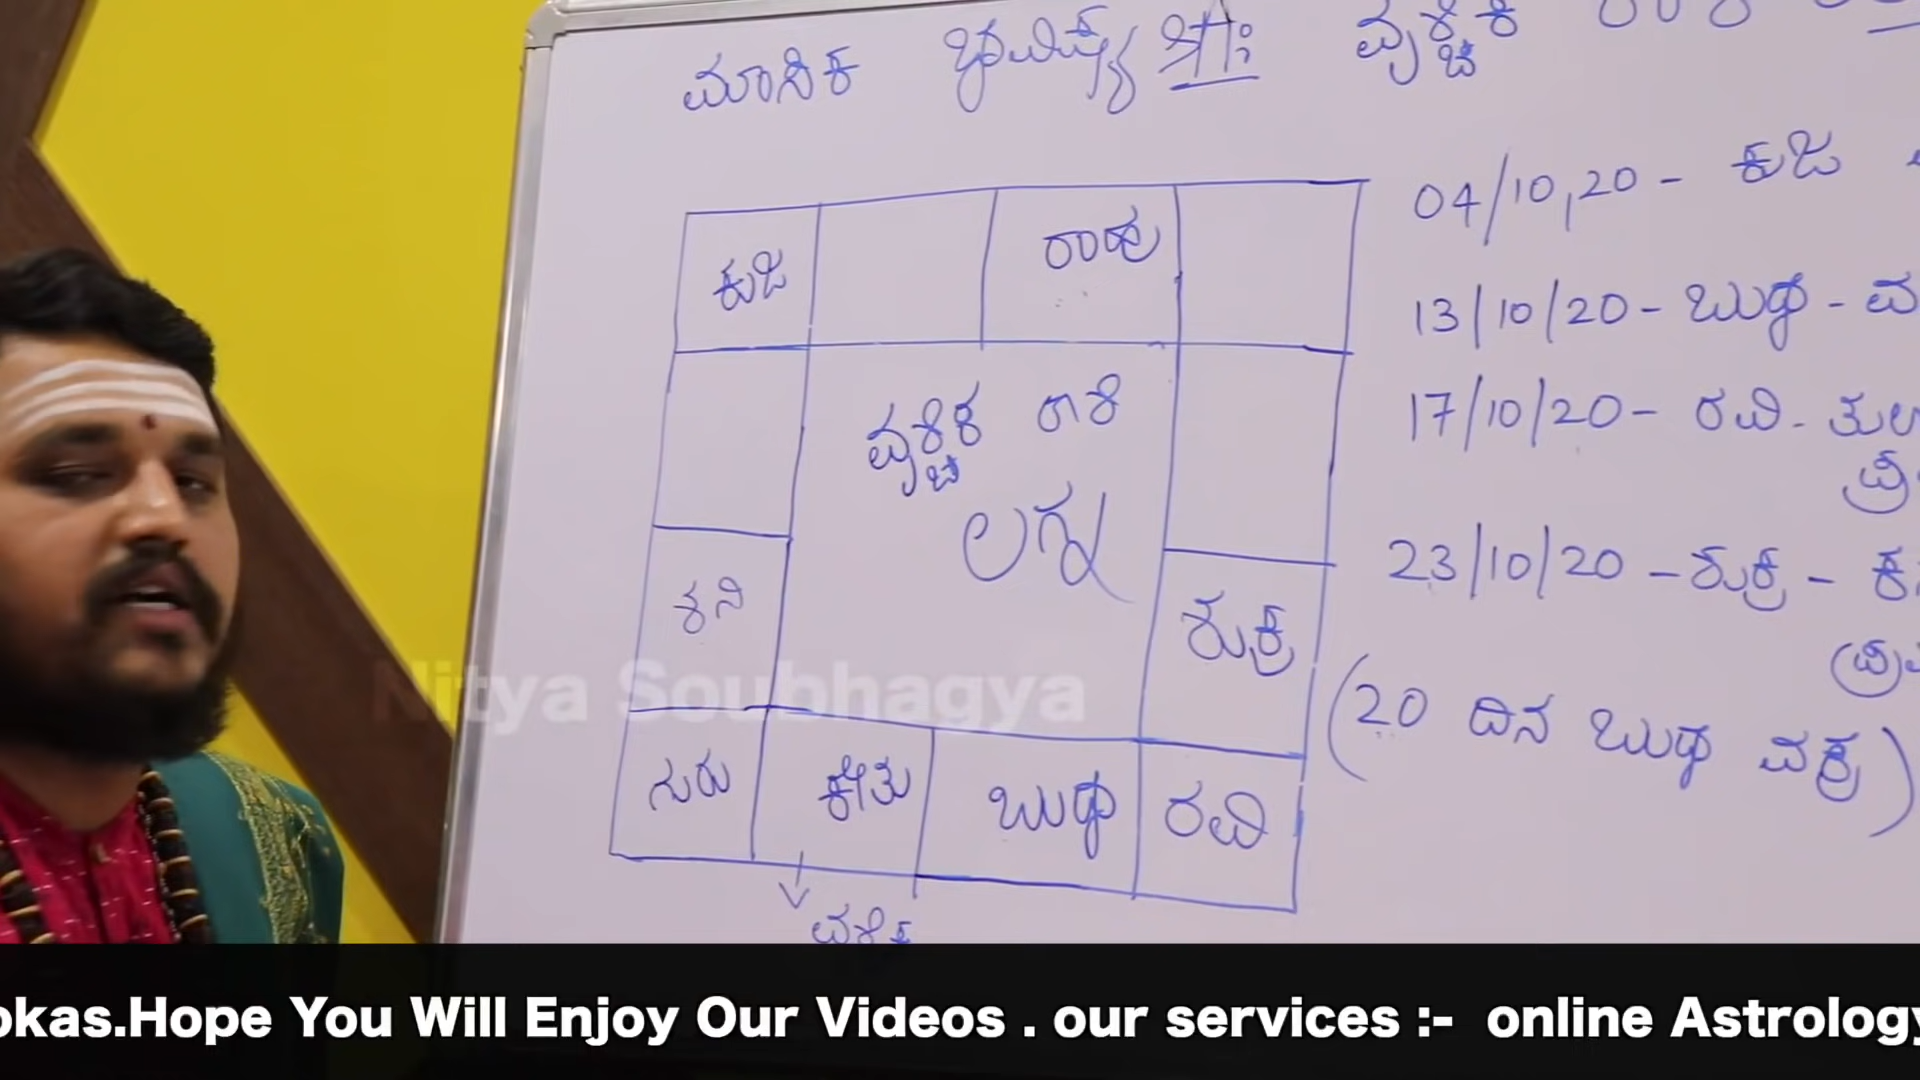 ಮಾಸಿಕ ಭವಿಷ್ಯ ವೃಶ್ಚಿಕ
ಕುಜ
ರಾಹು
ವೃಶ್ಚಿಕ ರಾಶಿ
ಲಗ್ನ
ಶನಿ
ಶುಕ್ರ
ಗುರು
ಕೇತು
ಬುಧ
ರವಿ
04/10,20 - ಕುಜ
13/10/20 - ಬುಧ -
17/10/20 - ರವಿ -
23/10/20 - ಶುಕ್ರ -
(20 ದಿನ ಬುಧ ವಕ್ರ)
Nitya Soubhagya
okas.Hope You Will Enjoy Our Videos . our services :- online Astrology